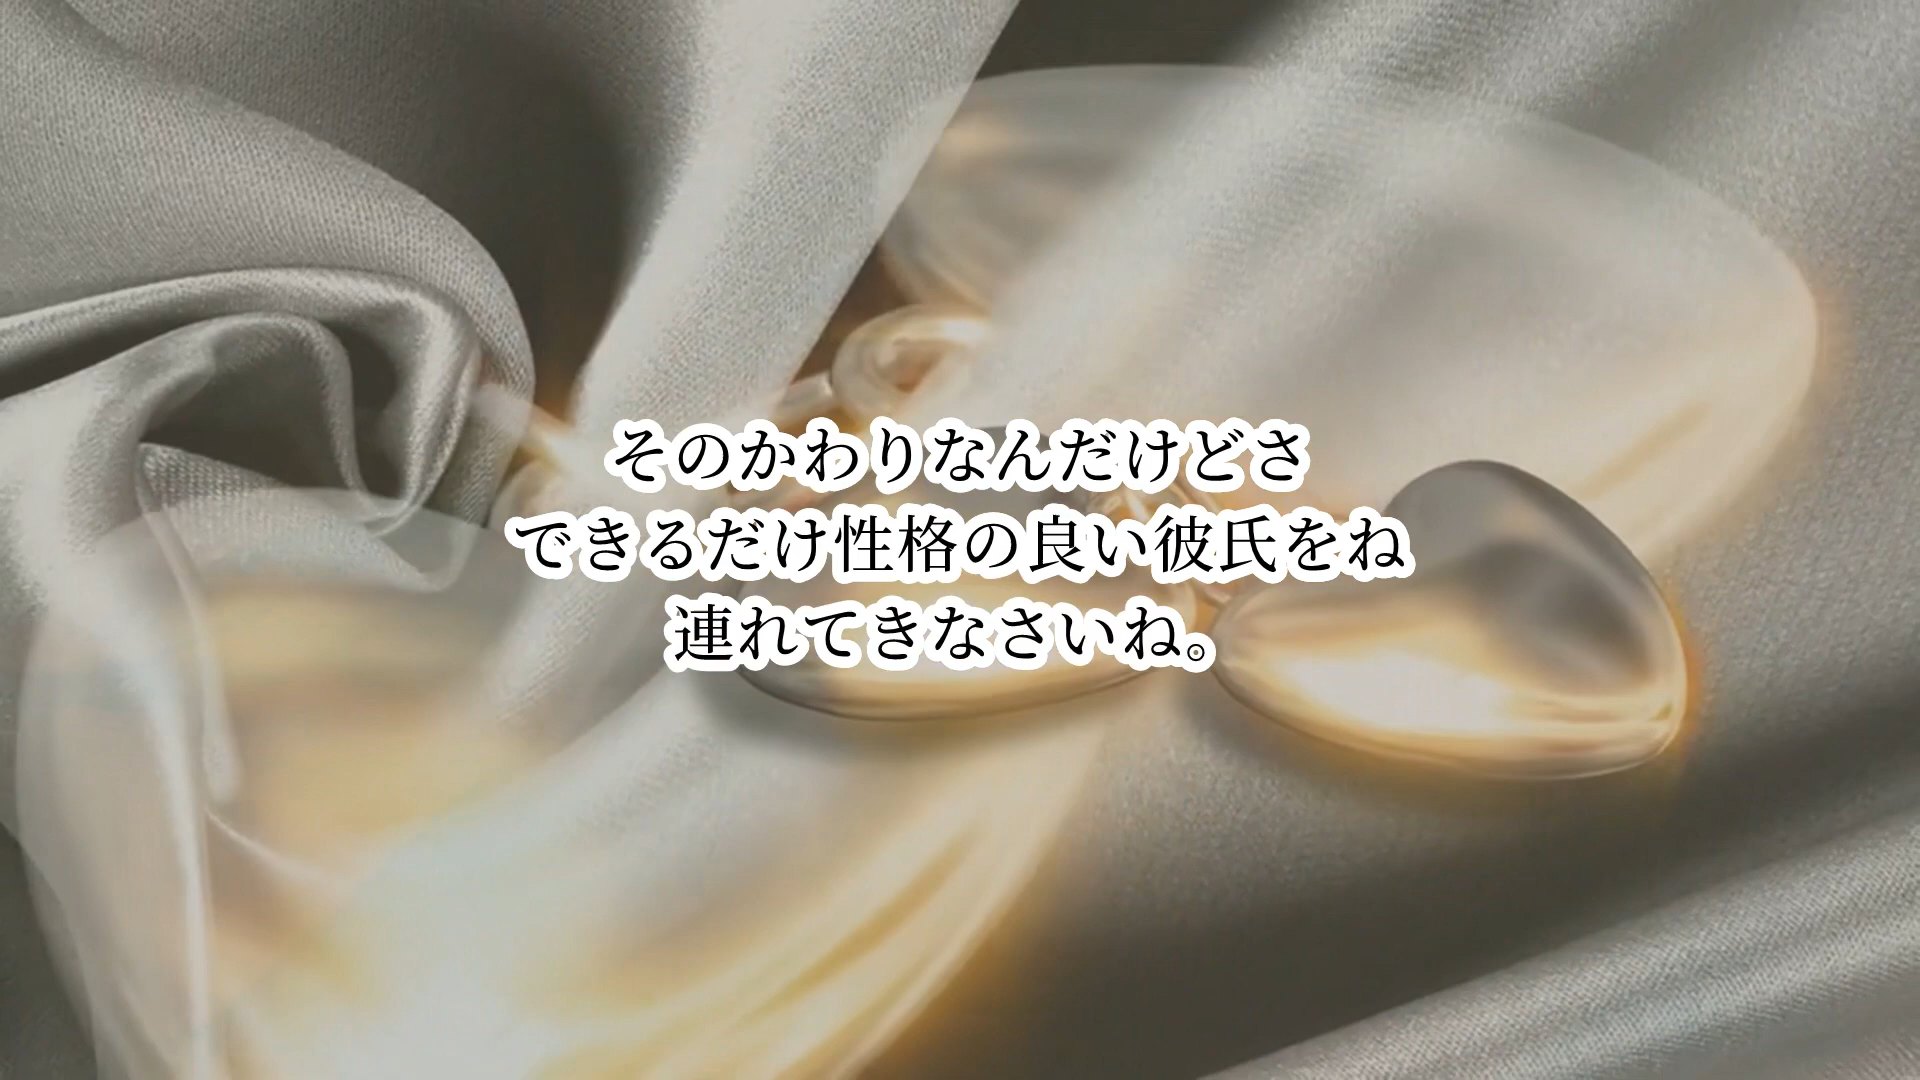 そのかわりなんだけどさ
できるだけ性格の良い彼氏をね
連れてきなさいね。